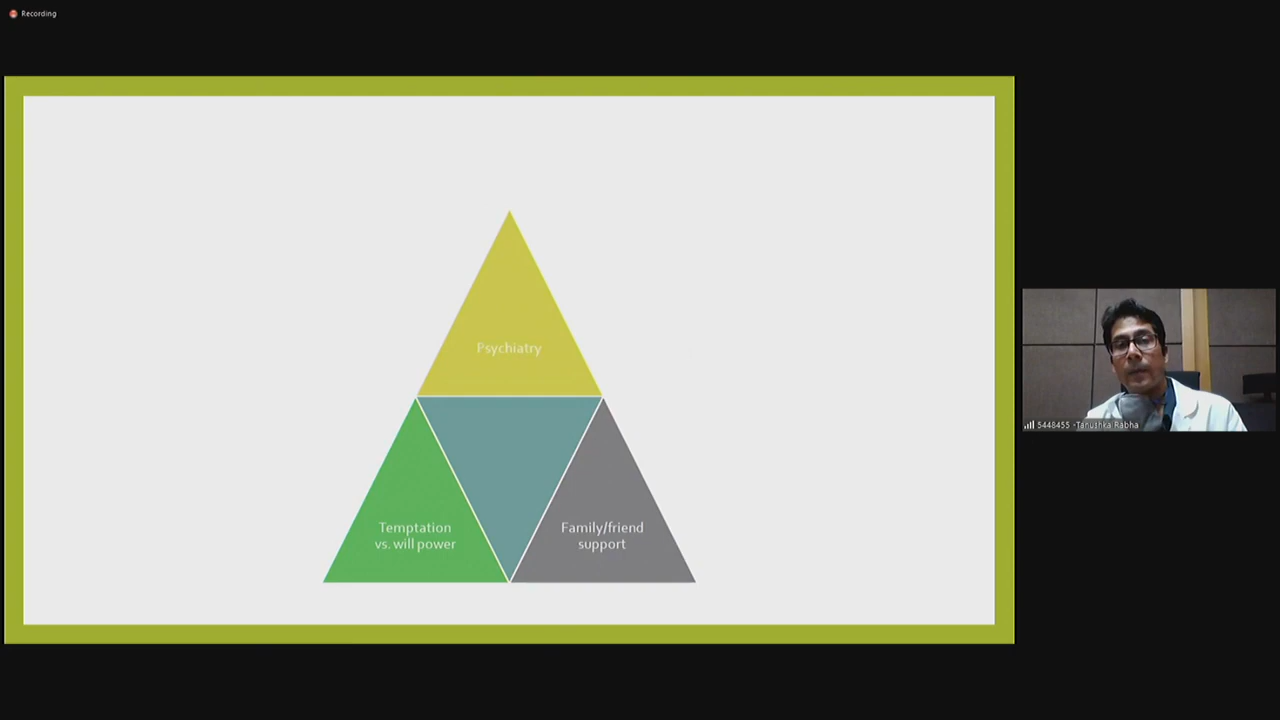 Recording
Psychiatry
Temptation
vs. will power
Family/friend
support
5448455 -Tanushka Rabha